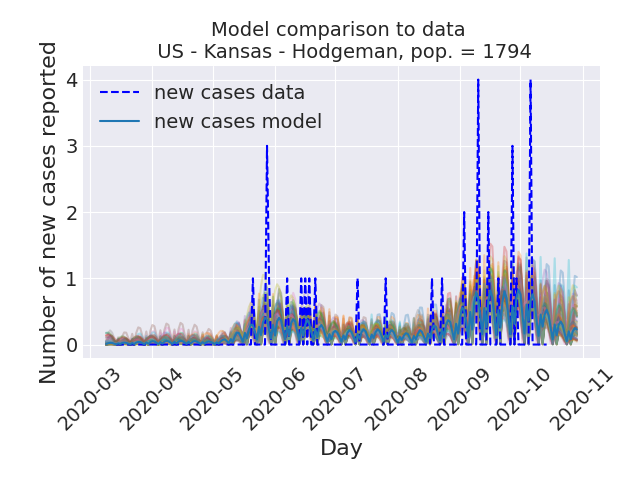 Model comparison to data
US - Kansas - Hodgeman, pop. = 1794
Number of new cases reported
4
3
2
1
0
new cases data
new cases model
2020-03
2020-04
2020-05
2020-06
2020-07
2020-08
2020-09
2020-10
2020-11
Day